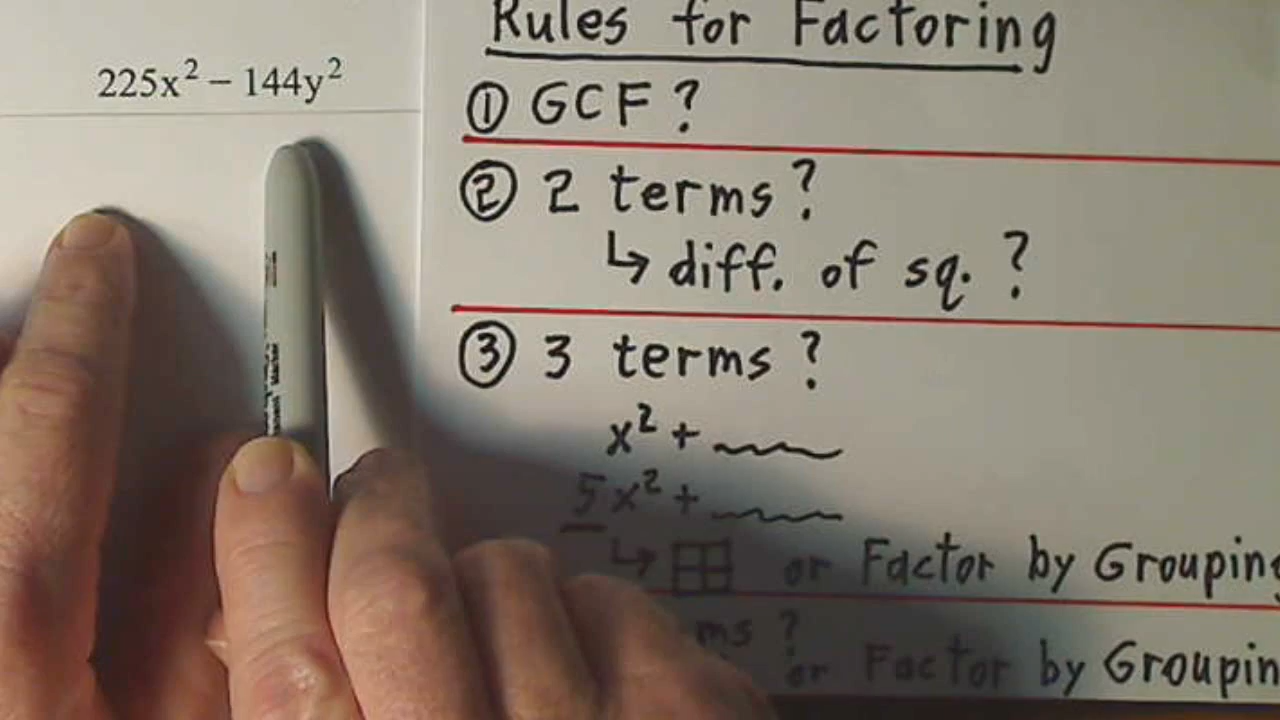 225x² – 144y²
Rules for Factoring
① GCF?
② 2 terms?
↳ diff. of sq. ?
③ 3 terms?
x² +
5x² +
↳ or Factor by Grouping
ms ?
or Factor by Groupin